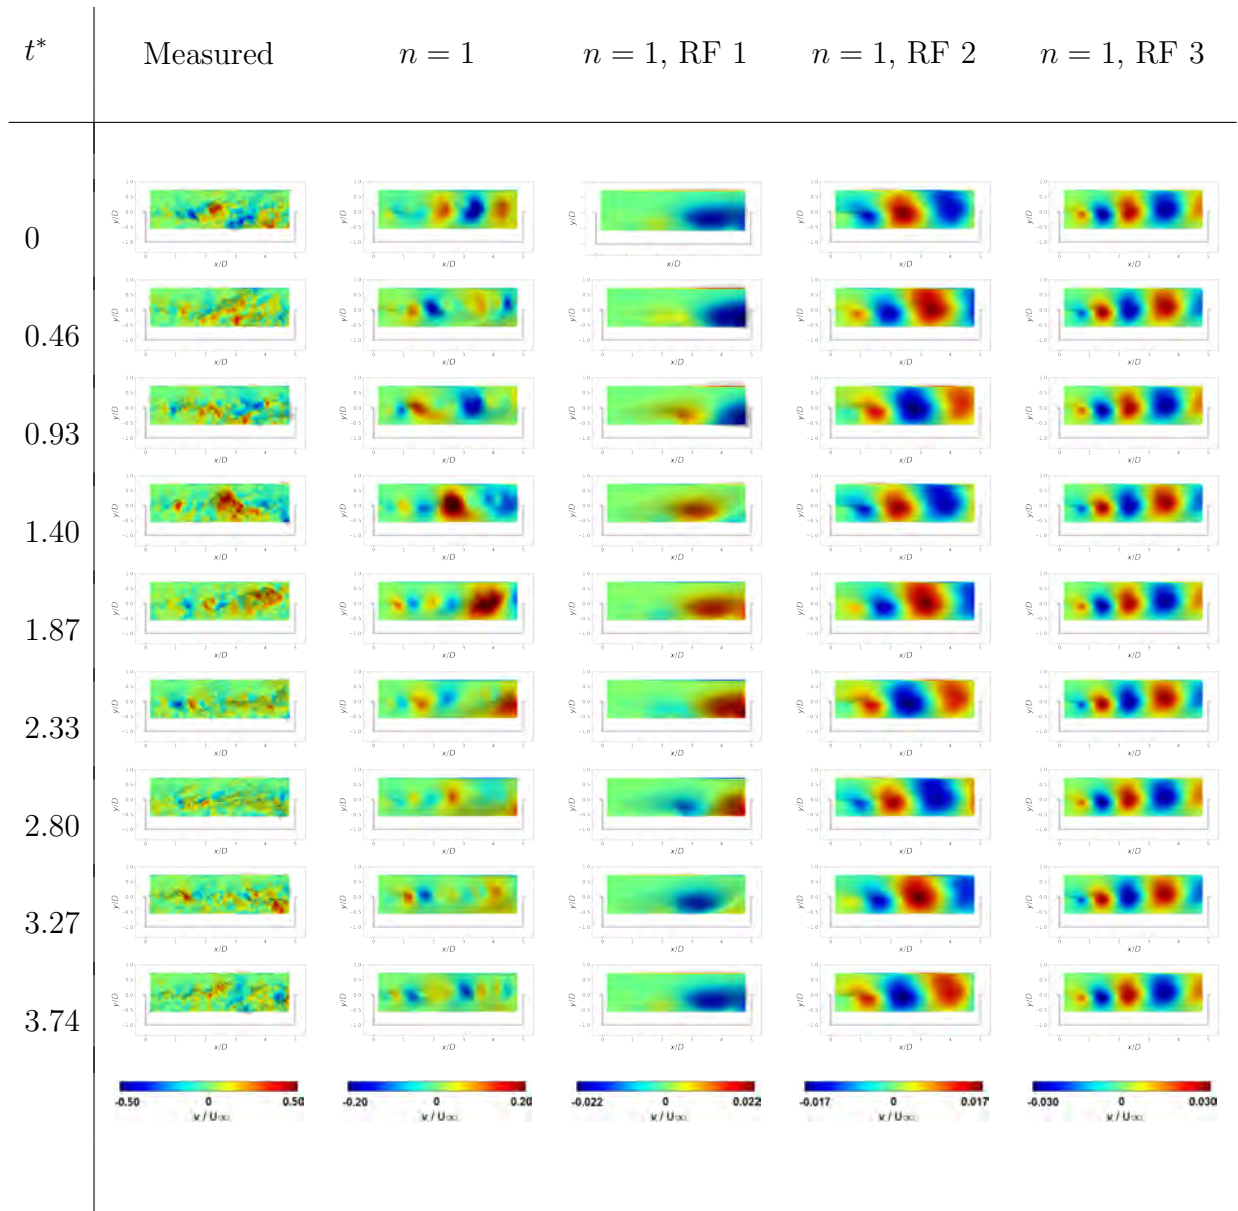 t* Measured n = 1 n = 1, RF 1 n = 1, RF 2 n = 1, RF 3
y/D y/D y/D y/D y/D
0
x/D x/D x/D x/D x/D
y/D y/D y/D y/D y/D
0.46
x/D x/D x/D x/D x/D
y/D y/D y/D y/D y/D
0.93
x/D x/D x/D x/D x/D
y/D y/D y/D y/D y/D
1.40
x/D x/D x/D x/D x/D
y/D y/D y/D y/D y/D
1.87
x/D x/D x/D x/D x/D
y/D y/D y/D y/D y/D
2.33
x/D x/D x/D x/D x/D
y/D y/D y/D y/D y/D
2.80
x/D x/D x/D x/D x/D
y/D y/D y/D y/D y/D
3.27
x/D x/D x/D x/D x/D
y/D y/D y/D y/D y/D
3.74
x/D x/D x/D x/D x/D
-0.50 0 0.50 -0.20 0 0.20 -0.022 0 0.022 -0.017 0 0.017 -0.030 0 0.030
v / U∞ v / U∞ v / U∞ v / U∞ v / U∞